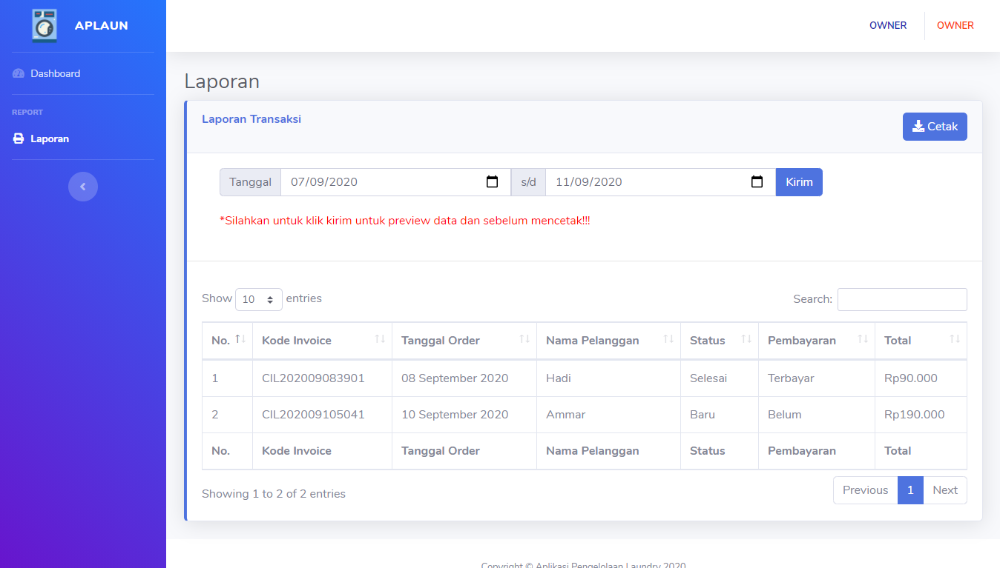 APLAUN
OWNER OWNER
Dashboard
REPORT
Laporan
Laporan
Laporan Transaksi
Cetak
Tanggal 07/09/2020 s/d 11/09/2020 Kirim
*Silahkan untuk klik kirim untuk preview data dan sebelum mencetak!!!
Show 10 entries Search:
No. Kode Invoice Tanggal Order Nama Pelanggan Status Pembayaran Total
1 CIL202009083901 08 September 2020 Hadi Selesai Terbayar Rp90.000
2 CIL202009105041 10 September 2020 Ammar Baru Belum Rp190.000
No. Kode Invoice Tanggal Order Nama Pelanggan Status Pembayaran Total
Showing 1 to 2 of 2 entries Previous 1 Next
Copyright © Aplikasi Pengelolaan Laundry 2020